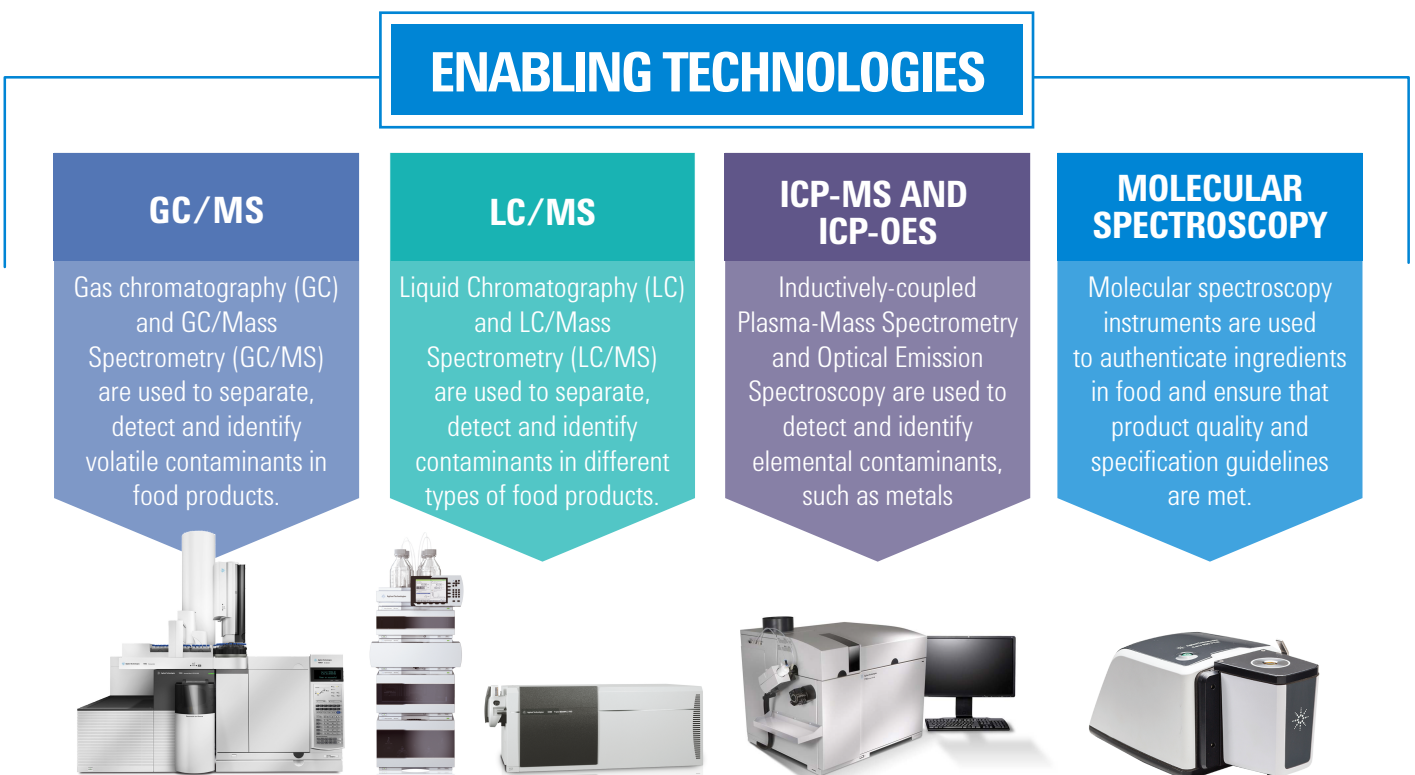 ENABLING TECHNOLOGIES
GC/MS
Gas chromatography (GC)
and GC/Mass
Spectrometry (GC/MS)
are used to separate,
detect and identify
volatile contaminants in
food products.
LC/MS
Liquid Chromatography (LC)
and LC/Mass
Spectrometry (LC/MS)
are used to separate,
detect and identify
contaminants in different
types of food products.
ICP-MS AND
ICP-OES
Inductively-coupled
Plasma-Mass Spectrometry
and Optical Emission
Spectroscopy are used to
detect and identify
elemental contaminants,
such as metals
MOLECULAR
SPECTROSCOPY
Molecular spectroscopy
instruments are used
to authenticate ingredients
in food and ensure that
product quality and
specification guidelines
are met.